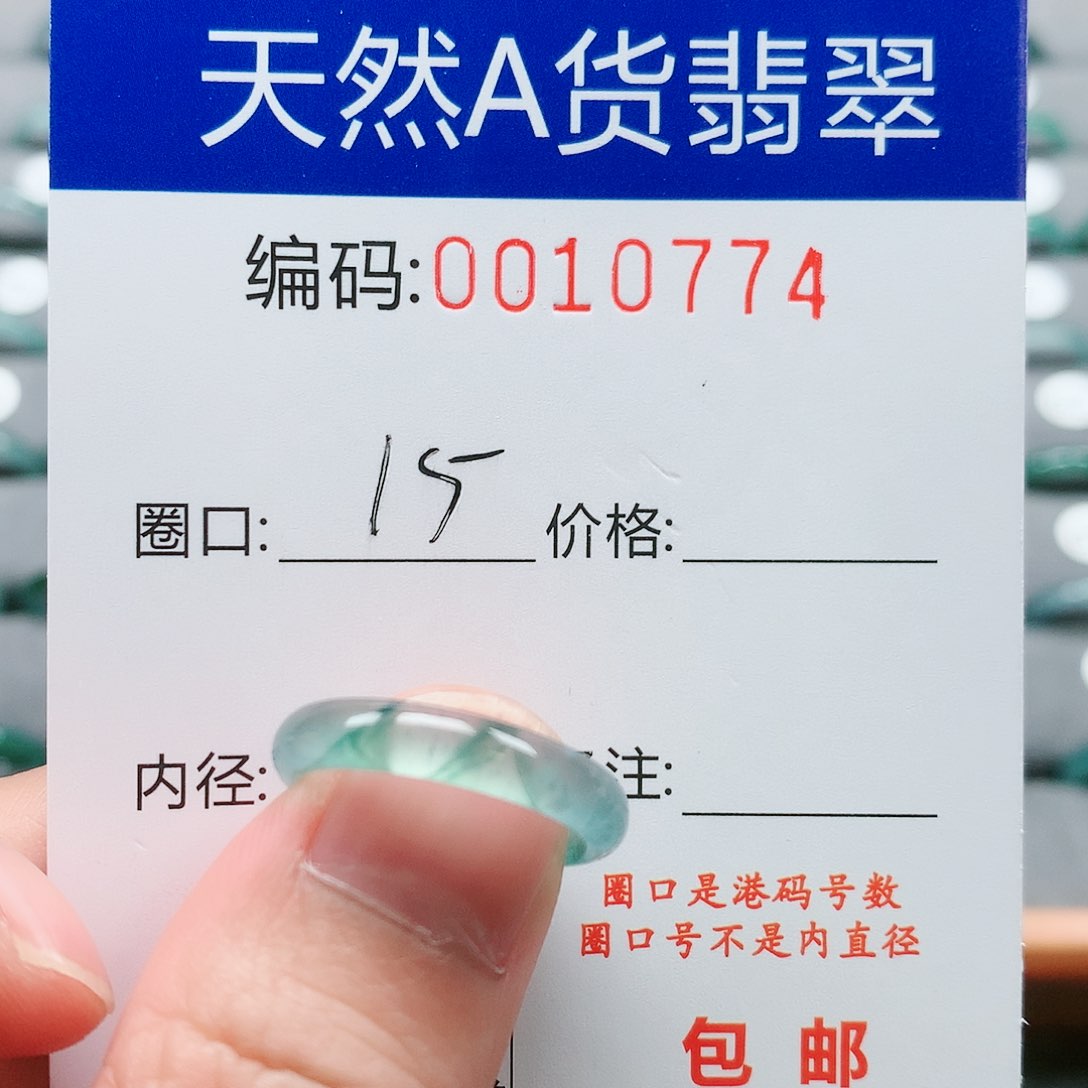 天然A货翡翠
编码:0010774
圈口: 15 价格:
内径: 注:
圈口是港码号数
圈口号不是内直径
包邮